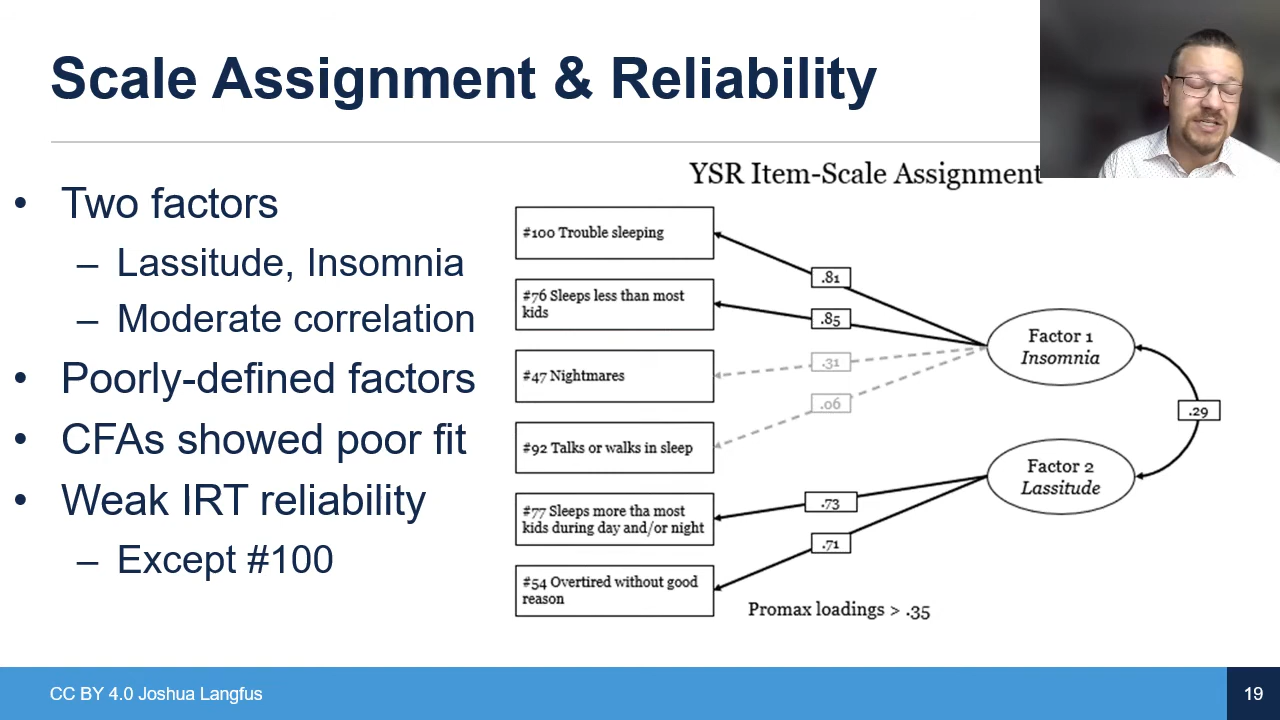 Scale Assignment & Reliability
• Two factors
– Lassitude, Insomnia
– Moderate correlation
• Poorly-defined factors
• CFAs showed poor fit
• Weak IRT reliability
– Except #100
YSR Item-Scale Assignment
#100 Trouble sleeping
#76 Sleeps less than most
kids
#47 Nightmares
#92 Talks or walks in sleep
#77 Sleeps more tha most
kids during day and/or night
#54 Overtired without good
reason
.81
.85
.31
.06
.73
.71
Factor 1
Insomnia
Factor 2
Lassitude
.29
Promax loadings > .35
CC BY 4.0 Joshua Langfus
19